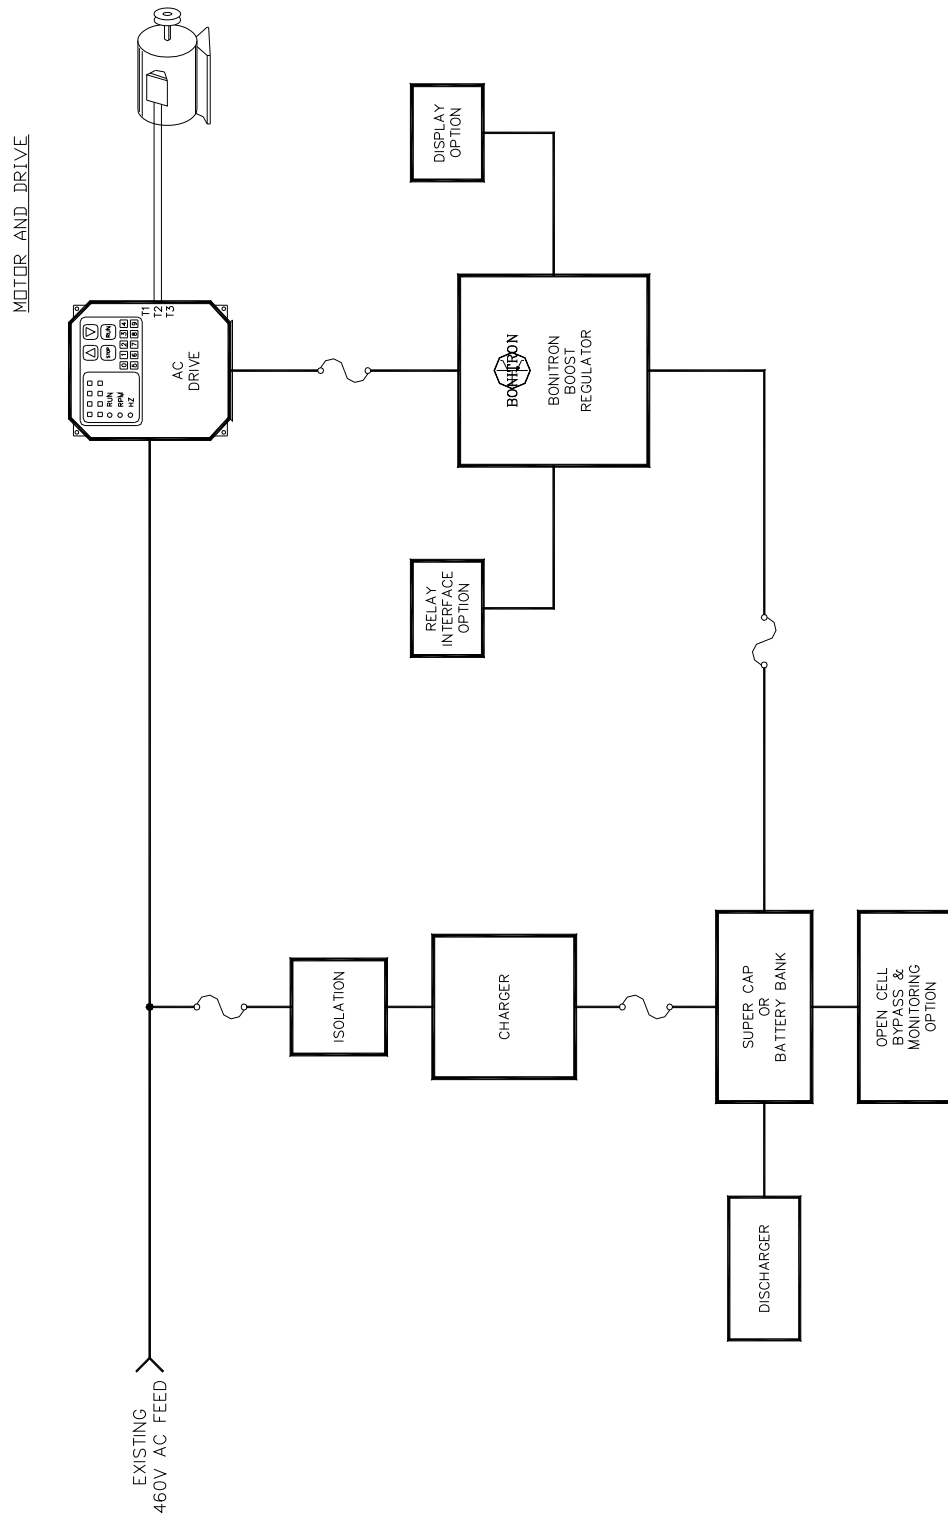 MOTOR AND DRIVE
EXISTING
460V AC FEED
RUN
RPM
HZ
STOP
RUN
0 1 2 3 4
5 6 7 8 9
AC
DRIVE
T1
T2
T3
ISOLATION
CHARGER
RELAY
INTERFACE
OPTION
BONITRON
BONITRON
BOOST
REGULATOR
DISPLAY
OPTION
DISCHARGER
SUPER CAP
OR
BATTERY BANK
OPEN CELL
BYPASS &
MONITORING
OPTION